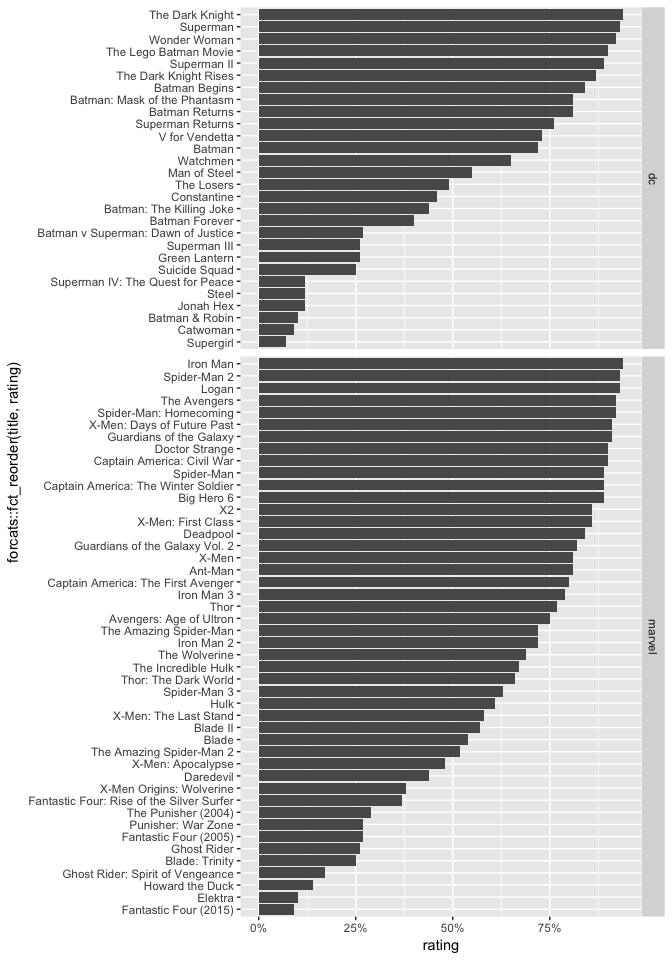 The Dark Knight
Superman
Wonder Woman
The Lego Batman Movie
Superman II
The Dark Knight Rises
Batman Begins
Batman: Mask of the Phantasm
Batman Returns
Superman Returns
V for Vendetta
Batman
Watchmen
Man of Steel
The Losers
Constantine
Batman: The Killing Joke
Batman Forever
Batman v Superman: Dawn of Justice
Superman III
Green Lantern
Suicide Squad
Superman IV: The Quest for Peace
Steel
Jonah Hex
Batman & Robin
Catwoman
Supergirl
dc
Iron Man
Spider-Man 2
Logan
The Avengers
Spider-Man: Homecoming
X-Men: Days of Future Past
Guardians of the Galaxy
Doctor Strange
Captain America: Civil War
Spider-Man
Captain America: The Winter Soldier
Big Hero 6
X2
X-Men: First Class
Deadpool
Guardians of the Galaxy Vol. 2
X-Men
Ant-Man
Captain America: The First Avenger
Iron Man 3
Thor
Avengers: Age of Ultron
The Amazing Spider-Man
Iron Man 2
The Wolverine
The Incredible Hulk
Thor: The Dark World
Spider-Man 3
Hulk
X-Men: The Last Stand
Blade II
Blade
The Amazing Spider-Man 2
X-Men: Apocalypse
Daredevil
X-Men Origins: Wolverine
Fantastic Four: Rise of the Silver Surfer
The Punisher (2004)
Punisher: War Zone
Fantastic Four (2005)
Ghost Rider
Blade: Trinity
Ghost Rider: Spirit of Vengeance
Howard the Duck
Elektra
Fantastic Four (2015)
marvel
forcats::fct_reorder(title, rating)
0% 25% 50% 75%
rating